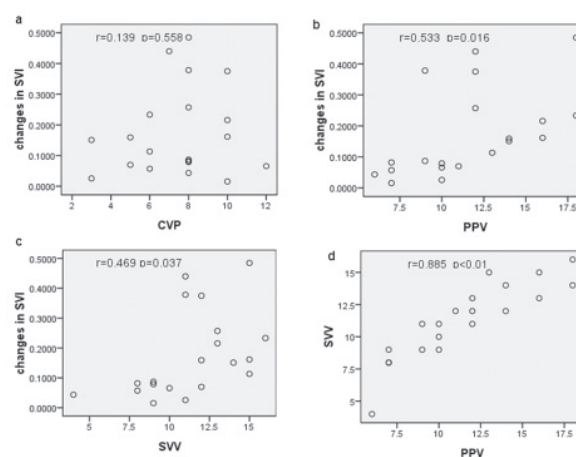 a
r=0.139 p=0.558
changes in SVI
0.5000
0.4000
0.3000
0.2000
0.1000
0.0000
2 4 6 8 10 12
CVP
b
r=0.533 p=0.016
changes in SVI
0.5000
0.4000
0.3000
0.2000
0.1000
0.0000
7.5 10 12.5 15 17.5
PPV
c
r=0.469 p=0.037
changes in SVI
0.5000
0.4000
0.3000
0.2000
0.1000
0.0000
5 7.5 10 12.5 15
SVV
d
r=0.885 p<0.01
SVV
15
12.5
10
7.5
5
7.5 10 12.5 15 17.5
PPV